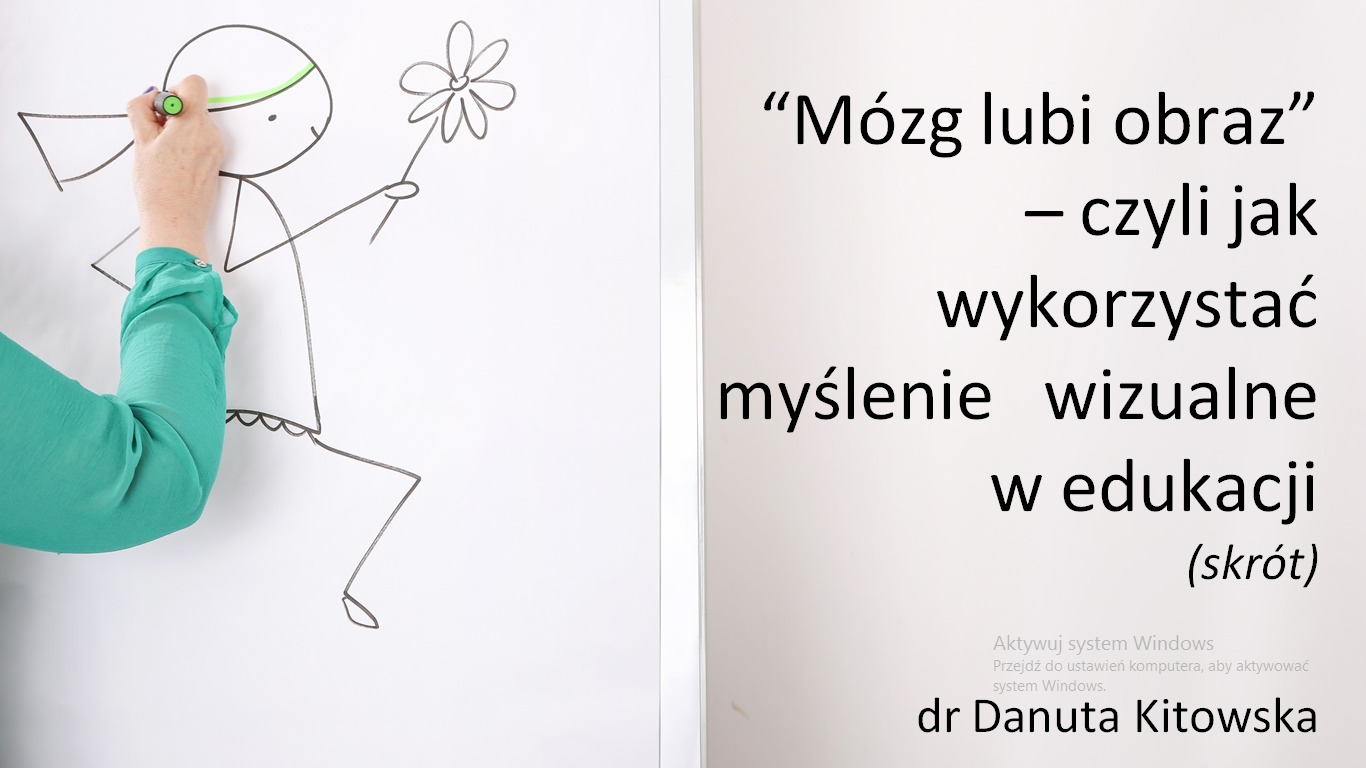 “Mózg lubi obraz”
– czyli jak
wykorzystać
myślenie wizualne
w edukacji
(skrót)
Aktywuj system Windows
Przejdź do ustawień komputera, aby aktywować
system Windows.
dr Danuta Kitowska